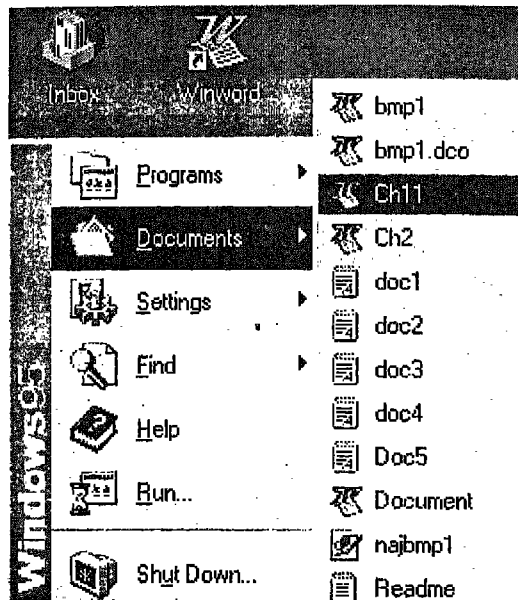 Inbox
Winword
Programs
Documents
Settings
Find
Help
Run...
Shut Down...
Windows95
bmp1
bmp1.dco
Ch11
Ch2
doc1
doc2
doc3
doc4
Doc5
Document
najbmp1
Readme